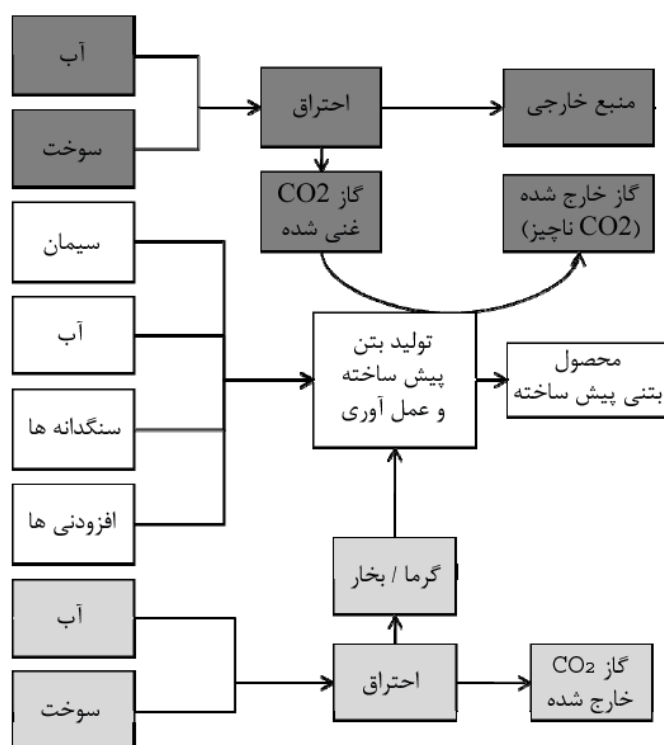 آب
سوخت
احتراق
منبع خارجی
گاز CO2
غنی شده
گاز خارج شده
(CO2 ناچیز)
سیمان
آب
سنگدانه ها
افزودنی ها
تولید بتن
پیش ساخته
و عمل آوری
محصول
بتنی پیش ساخته
گرما / بخار
آب
سوخت
احتراق
گاز CO₂
خارج شده